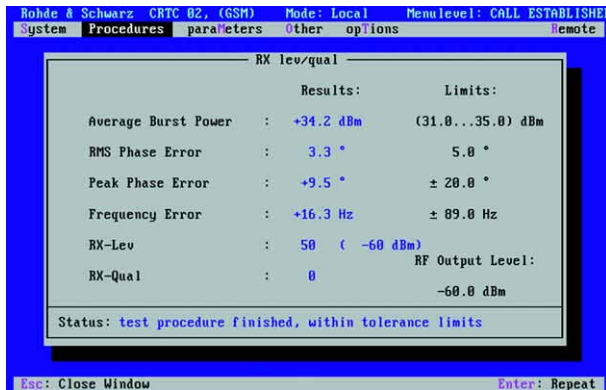 Rohde & Schwarz CRTC 02, (GSM) Mode: Local Menulevel: CALL ESTABLISHE
System Procedures paraMeters Other opTions Remote
RX lev/qual
Results: Limits:
Average Burst Power : +34.2 dBm (31.0...35.0) dBm
RMS Phase Error : 3.3 ° 5.0 °
Peak Phase Error : +9.5 ° ± 20.0 °
Frequency Error : +16.3 Hz ± 89.0 Hz
RX-Lev : 50 ( -60 dBm)
RF Output Level:
RX-Qual : 0
-60.0 dBm
Status: test procedure finished, within tolerance limits
Esc: Close Window Enter: Repeat